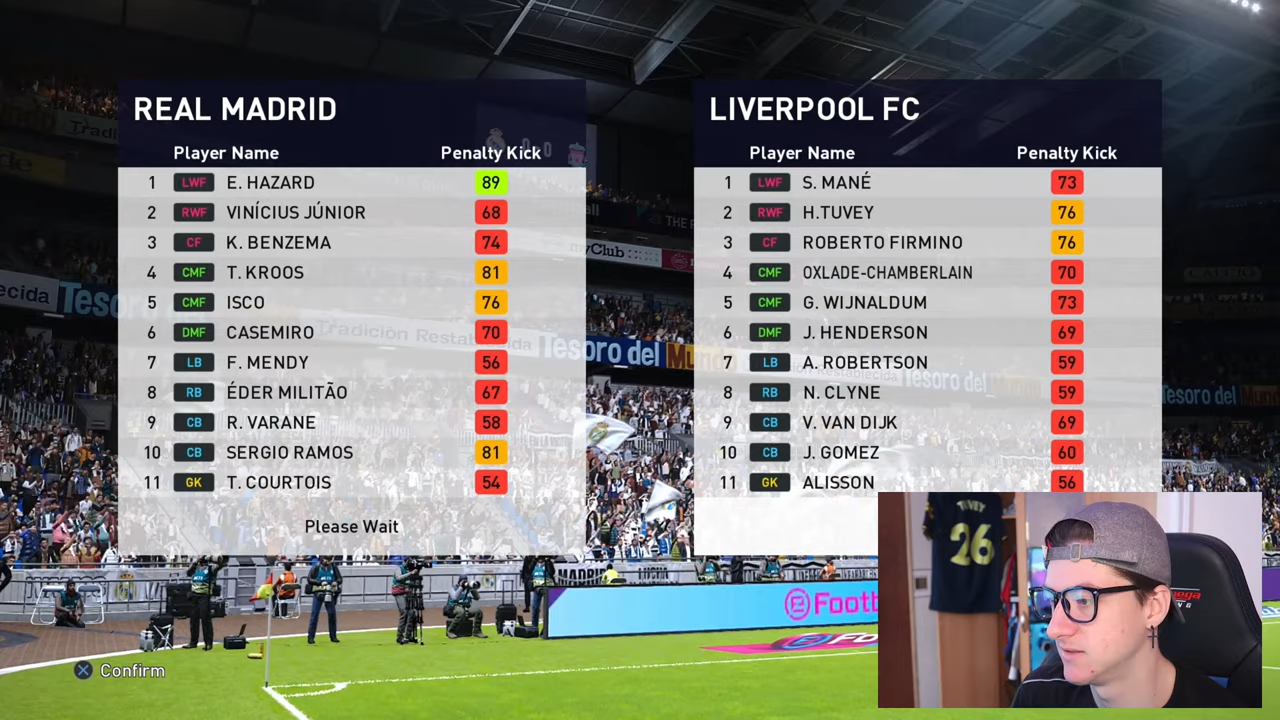 REAL MADRID
Player Name Penalty Kick
1 LWF E. HAZARD 89
2 RWF VINÍCIUS JÚNIOR 68
3 CF K. BENZEMA 74
4 CMF T. KROOS 81
5 CMF ISCO 76
6 DMF CASEMIRO 70
7 LB F. MENDY 56
8 RB ÉDER MILITÃO 67
9 CB R. VARANE 58
10 CB SERGIO RAMOS 81
11 GK T. COURTOIS 54
Please Wait
LIVERPOOL FC
Player Name Penalty Kick
1 LWF S. MANÉ 73
2 RWF H.TUVEY 76
3 CF ROBERTO FIRMINO 76
4 CMF OXLADE-CHAMBERLAIN 70
5 CMF G. WIJNALDUM 73
6 DMF J. HENDERSON 69
7 LB A. ROBERTSON 59
8 RB N. CLYNE 59
9 CB V. VAN DIJK 69
10 CB J. GOMEZ 60
11 GK ALISSON 56
myClub
Tesoro del
Tesoro del
Confirm
TUVEY
26